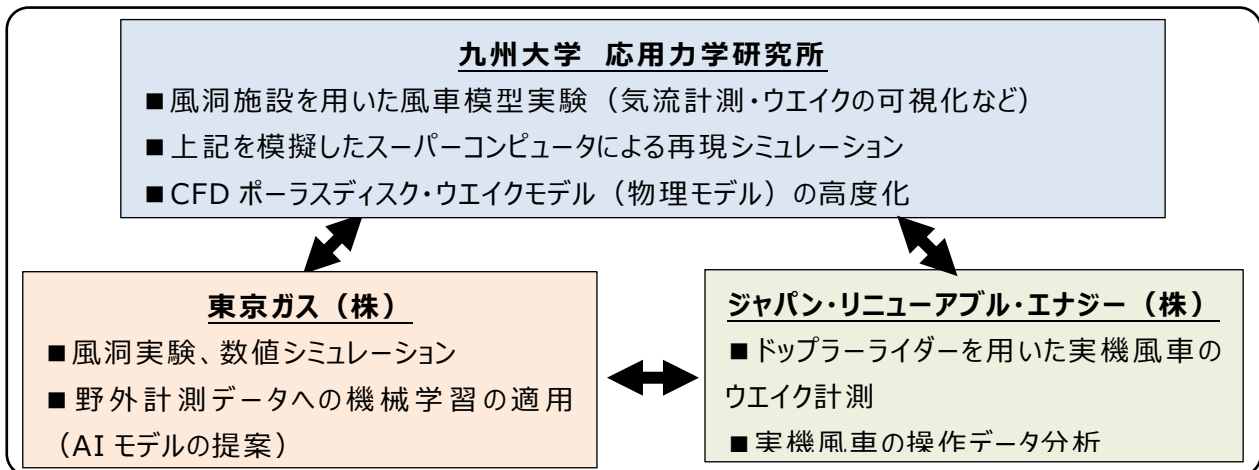 九州大学 応用力学研究所
■風洞施設を用いた風車模型実験（気流計測・ウエイクの可視化など）
■上記を模擬したスーパーコンピュータによる再現シミュレーション
■CFD ポーラスディスク・ウエイクモデル（物理モデル）の高度化
東京ガス（株）
■風洞実験、数値シミュレーション
■野外計測データへの機械学習の適用
（AI モデルの提案）
ジャパン・リニューアブル・エナジー（株）
■ドップラーライダーを用いた実機風車の
ウエイク計測
■実機風車の操作データ分析